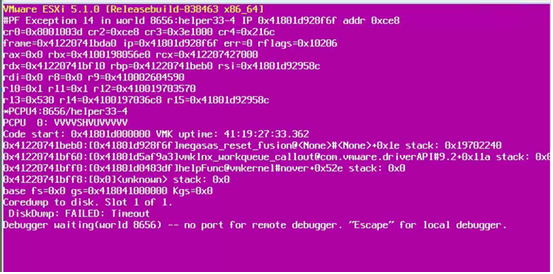 VMware ESXi 5.1.0 [Releasebuild-838463 x86_64]
#PF Exception 14 in world 8656:helper33-4 IP 0x41801d928f6f addr 0xce8
cr0=0x8001003d cr2=0xce8 cr3=0x3e1000 cr4=0x216c
frame=0x41220741bda0 ip=0x41801d928f6f err=0 rflags=0x10206
rax=0x0 rbx=0x4100198056e0 rcx=0x412207427000
rdx=0x41220741bf10 rbp=0x41220741beb0 rsi=0x41801d92958c
rdi=0x0 r8=0x0 r9=0x410002604590
r10=0x1 r11=0x1 r12=0x410019703570
r13=0x530 r14=0x4100197036c8 r15=0x41801d92958c
*PCPU4:8656/helper33-4
PCPU 0: VVVVSHVUVVVVVV
Code start: 0x41801d000000 VMK uptime: 41:19:27:33.362
0x41220741beb0:[0x41801d928f6f]megasas_reset_fusion@<None>#<None>+0x1e stack: 0x19702240
0x41220741bf60:[0x41801d5af9a3]vmklnx_workqueue_callout@com.vmware.driverAPI#9.2+0x11a stack: 0x
0x41220741bff0:[0x41801d0483df]helpFunc@vmkernel#nover+0x52e stack: 0x0
0x41220741bff8:[0x0]<unknown> stack: 0x0
base fs=0x0 gs=0x418041000000 Kgs=0x0
Coredump to disk. Slot 1 of 1.
DiskDump: FAILED: Timeout
Debugger waiting(world 8656) -- no port for remote debugger. "Escape" for local debugger.